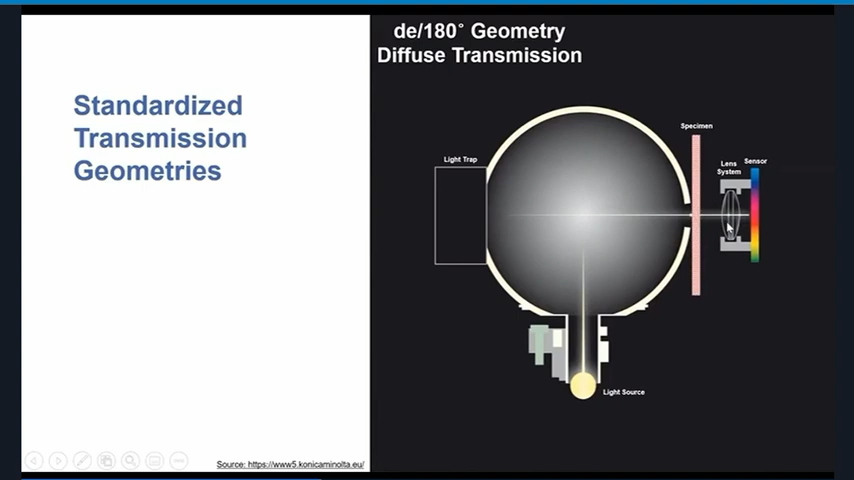 Standardized
Transmission
Geometries
de/180° Geometry
Diffuse Transmission
Light Trap
Specimen
Lens
System
Sensor
Light Source
Source: https://www5.konicaminolta.eu/